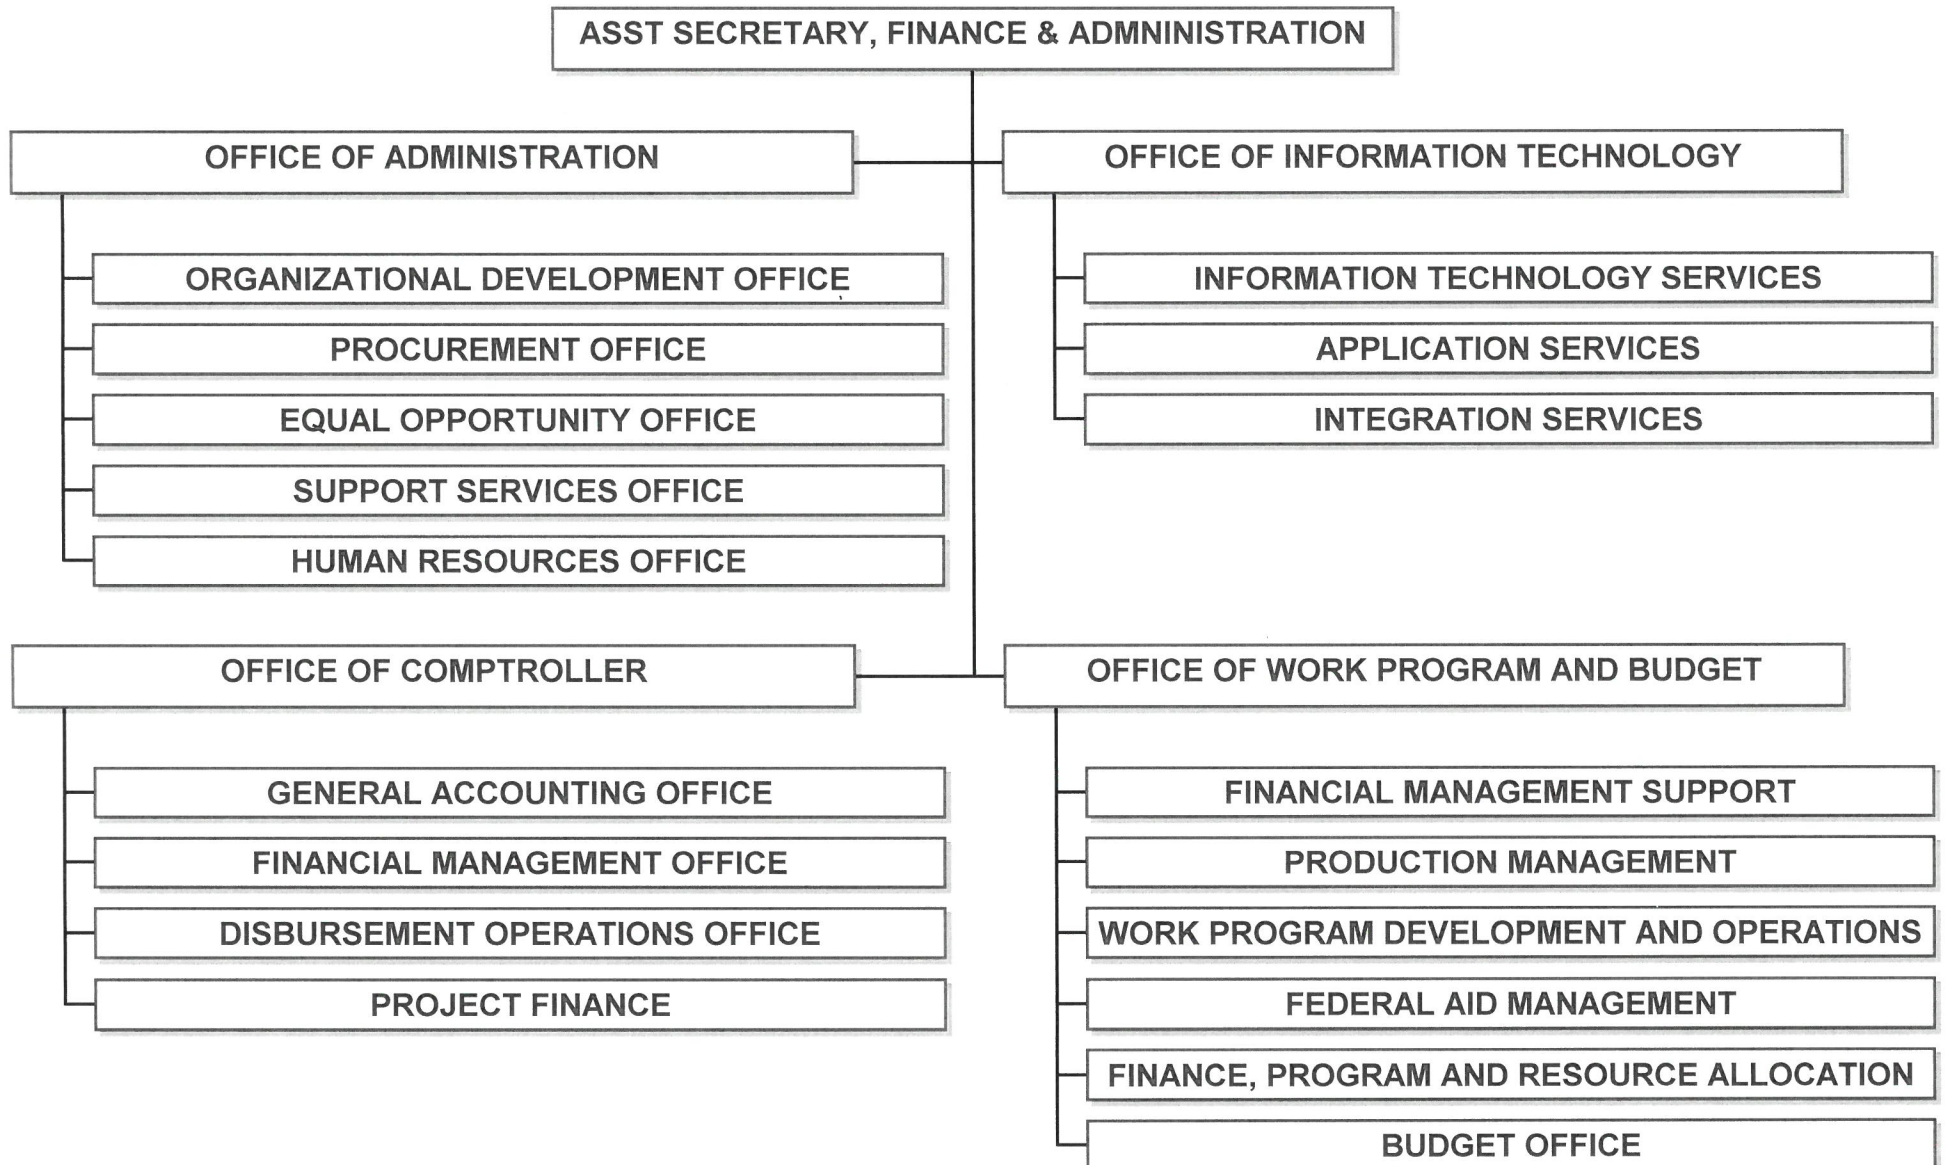 ASST SECRETARY, FINANCE & ADMNINISTRATION
OFFICE OF ADMINISTRATION
ORGANIZATIONAL DEVELOPMENT OFFICE
PROCUREMENT OFFICE
EQUAL OPPORTUNITY OFFICE
SUPPORT SERVICES OFFICE
HUMAN RESOURCES OFFICE
OFFICE OF INFORMATION TECHNOLOGY
INFORMATION TECHNOLOGY SERVICES
APPLICATION SERVICES
INTEGRATION SERVICES
OFFICE OF COMPTROLLER
GENERAL ACCOUNTING OFFICE
FINANCIAL MANAGEMENT OFFICE
DISBURSEMENT OPERATIONS OFFICE
PROJECT FINANCE
OFFICE OF WORK PROGRAM AND BUDGET
FINANCIAL MANAGEMENT SUPPORT
PRODUCTION MANAGEMENT
WORK PROGRAM DEVELOPMENT AND OPERATIONS
FEDERAL AID MANAGEMENT
FINANCE, PROGRAM AND RESOURCE ALLOCATION
BUDGET OFFICE